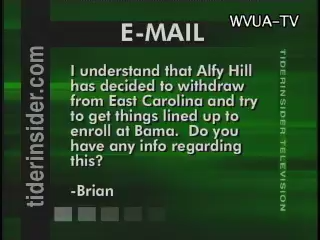 WVUA-TV
E-MAIL
I understand that Alfy Hill
has decided to withdraw
from East Carolina and try
to get things lined up to
enroll at Bama.  Do you
have any info regarding
this?
-Brian
tiderinsider.com
TIDERINSIDER TELEVISION